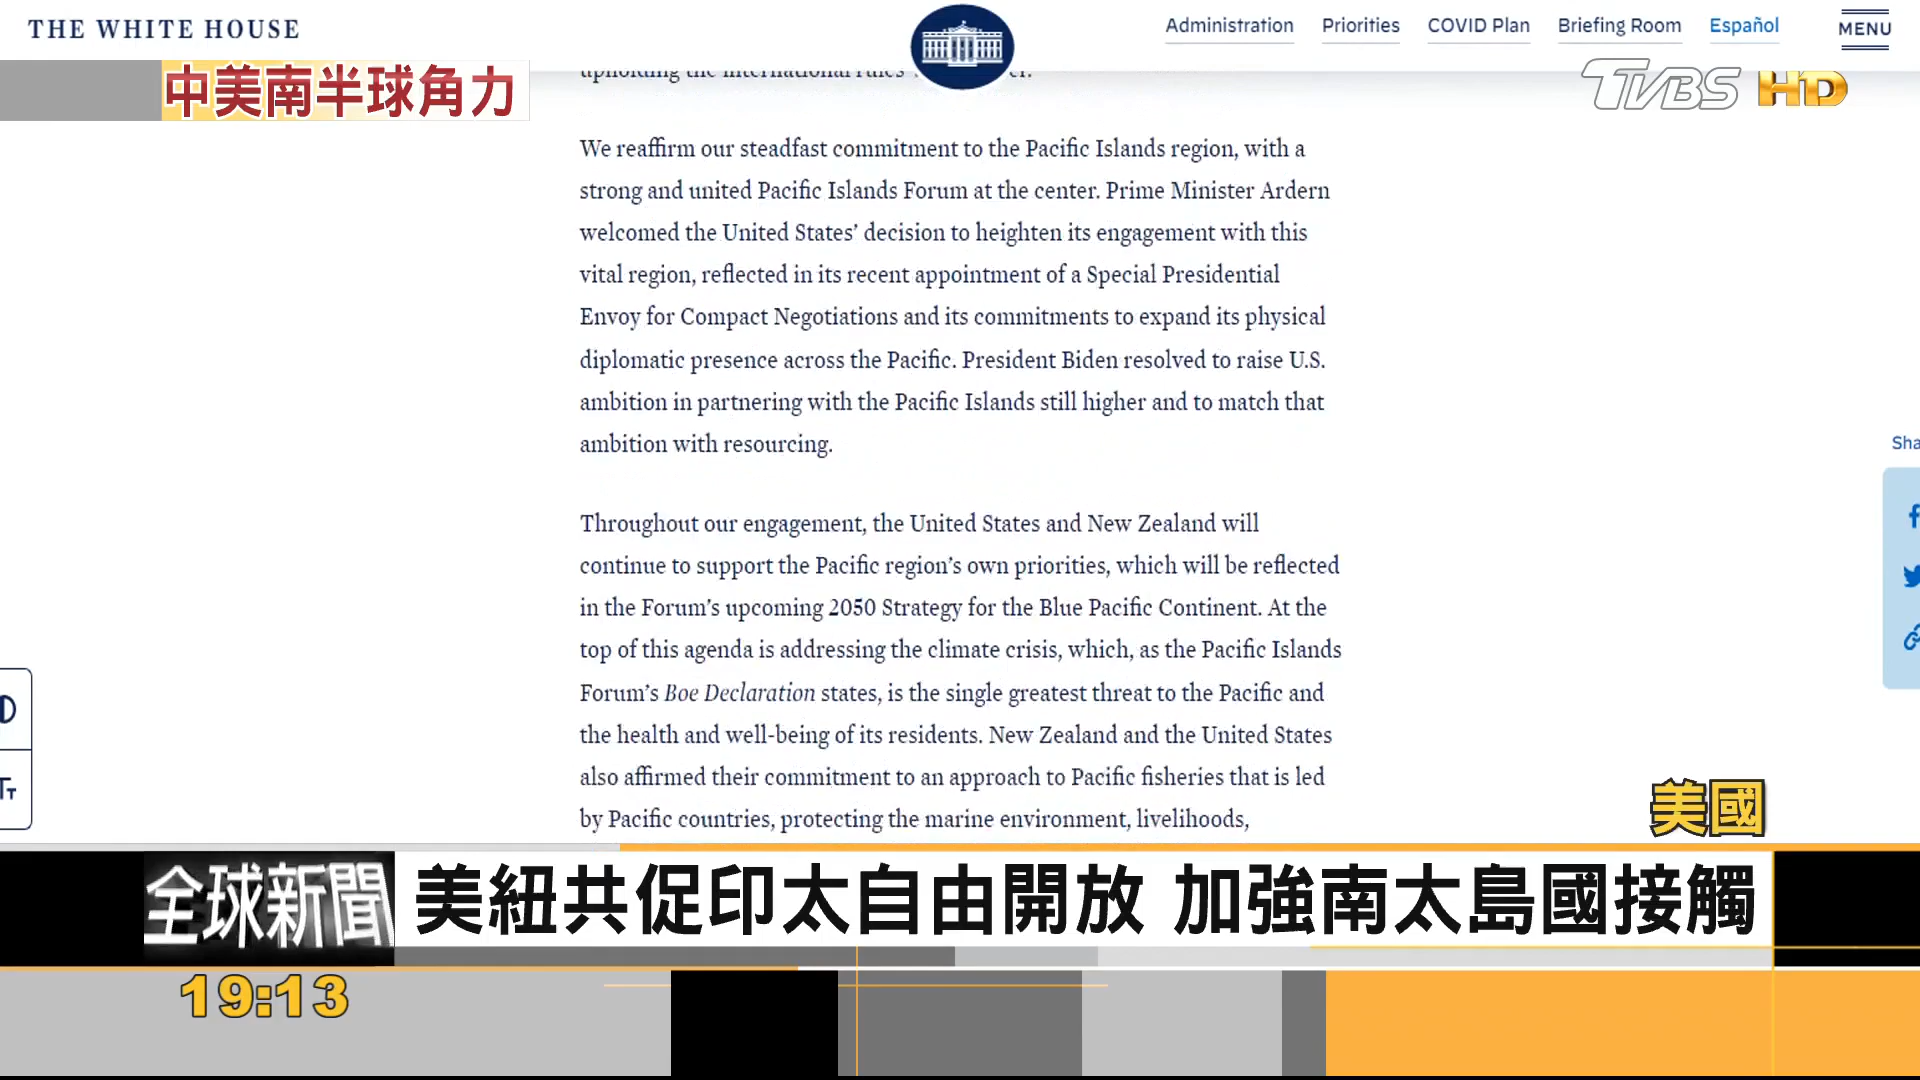 THE WHITE HOUSE
Administration
Priorities
COVID Plan
Briefing Room
Español
MENU
中美南半球角力
TVBS HD
upholding the international rules
We reaffirm our steadfast commitment to the Pacific Islands region, with a
strong and united Pacific Islands Forum at the center. Prime Minister Ardern
welcomed the United States’ decision to heighten its engagement with this
vital region, reflected in its recent appointment of a Special Presidential
Envoy for Compact Negotiations and its commitments to expand its physical
diplomatic presence across the Pacific. President Biden resolved to raise U.S.
ambition in partnering with the Pacific Islands still higher and to match that
ambition with resourcing.
Sha
Throughout our engagement, the United States and New Zealand will
continue to support the Pacific region’s own priorities, which will be reflected
in the Forum’s upcoming 2050 Strategy for the Blue Pacific Continent. At the
top of this agenda is addressing the climate crisis, which, as the Pacific Islands
Forum’s Boe Declaration states, is the single greatest threat to the Pacific and
the health and well-being of its residents. New Zealand and the United States
also affirmed their commitment to an approach to Pacific fisheries that is led
by Pacific countries, protecting the marine environment, livelihoods,
美國
全球新聞
美紐共促印太自由開放 加強南太島國接觸
19:13